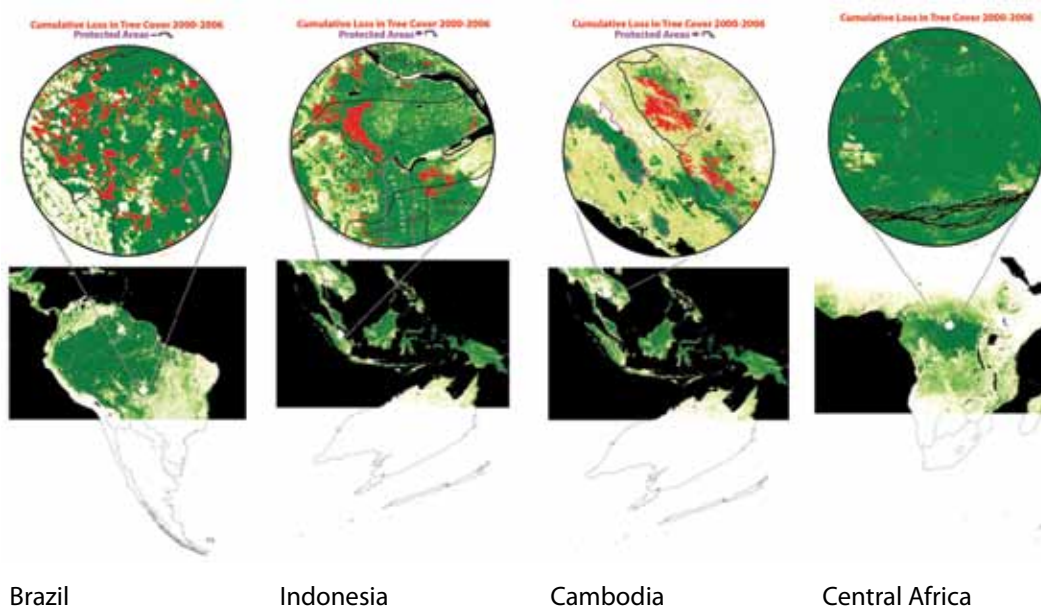 Cumulative Loss in Tree Cover 2000-2006
Protected Areas
Cumulative Loss in Tree Cover 2000-2006
Protected Areas
Cumulative Loss in Tree Cover 2000-2006
Protected Areas
Cumulative Loss in Tree Cover 2000-2006
Brazil
Indonesia
Cambodia
Central Africa